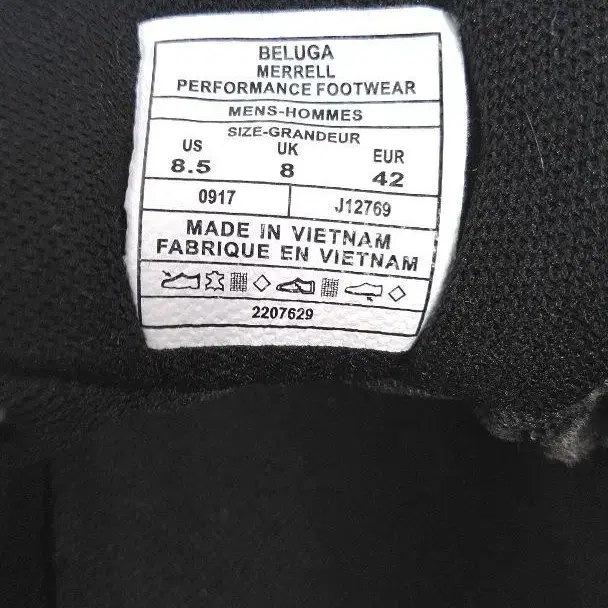 BELUGA
MERRELL
PERFORMANCE FOOTWEAR
MENS-HOMMES
SIZE-GRANDEUR
US UK EUR
8.5 8 42
0917 J12769
MADE IN VIETNAM
FABRIQUE EN VIETNAM
2207629